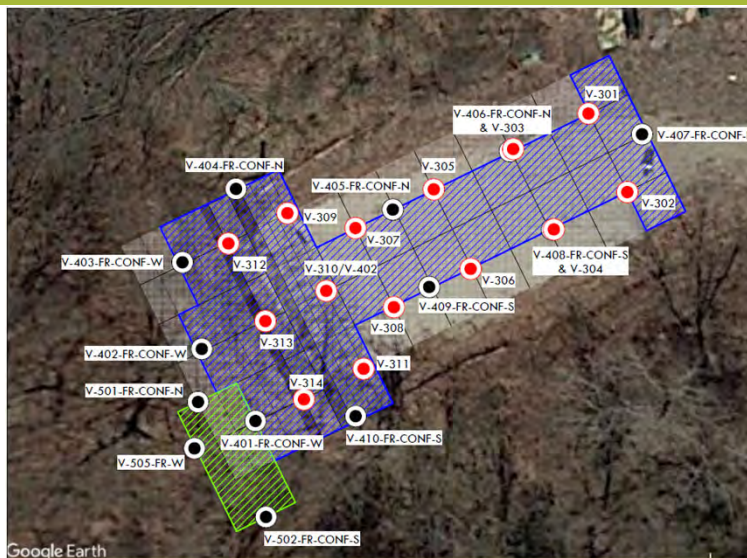 V-301
V-406-FR-CONF-N
& V-303
V-407-FR-CONF-
V-305
V-404-FR-CONF-N
V-405-FR-CONF-N
V-302
V-309
V-307
V-408-FR-CONF-S
& V-304
V-403-FR-CONF-W
V-312
V-310/V-402
V-306
V-409-FR-CONF-S
V-308
V-313
V-402-FR-CONF-W
V-311
V-314
V-501-FR-CONF-N
V-401-FR-CONF-W
V-410-FR-CONF-S
V-505-FR-W
V-502-FR-CONF-S
Google Earth